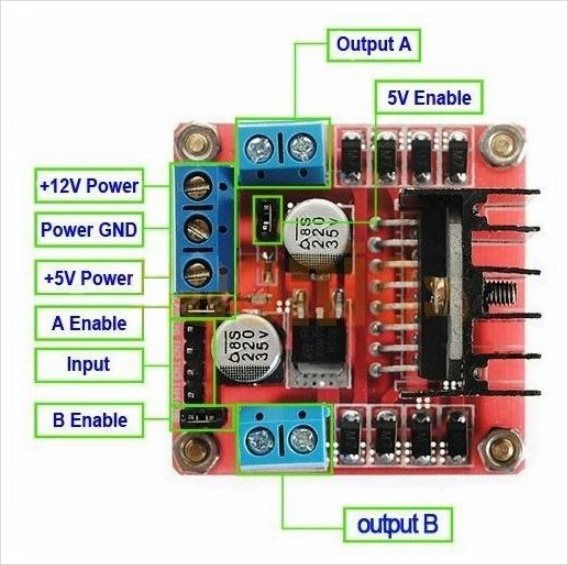 Output A
5V Enable
+12V Power
Power GND
+5V Power
A Enable
Input
B Enable
output B
220
35V
220
35V